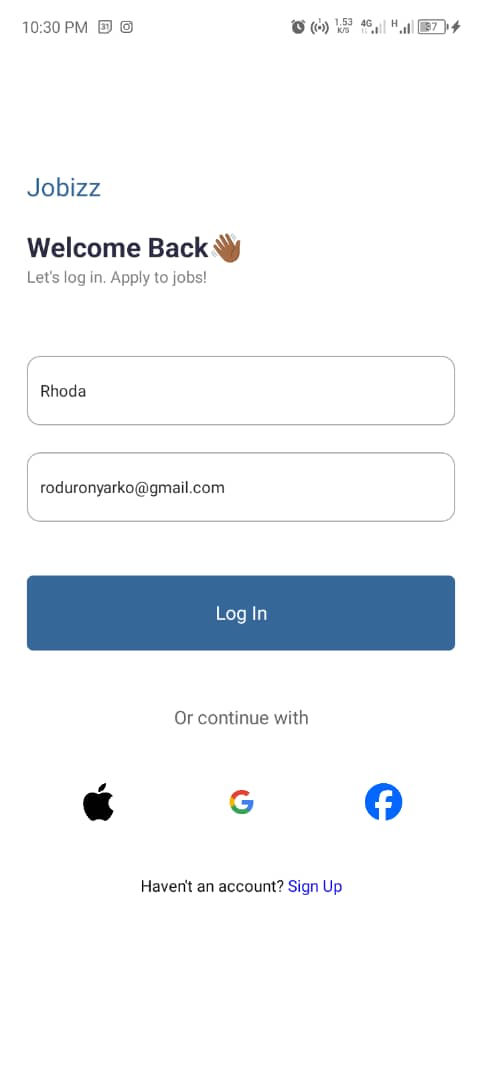 10:30 PM 31 1.53 K/S 4G H 37
Jobizz
Welcome Back👋🏾
Let's log in. Apply to jobs!
Rhoda
roduronyarko@gmail.com
Log In
Or continue with
Haven't an account? Sign Up